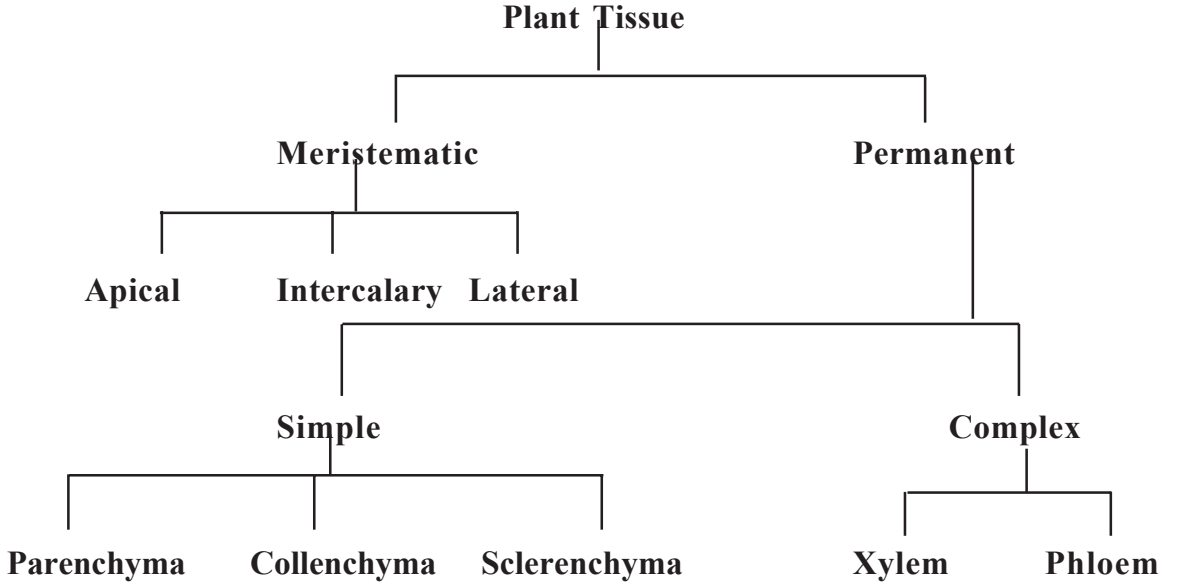 Plant Tissue
Meristematic Permanent
Apical Intercalary Lateral
Simple Complex
Parenchyma Collenchyma Sclerenchyma Xylem Phloem